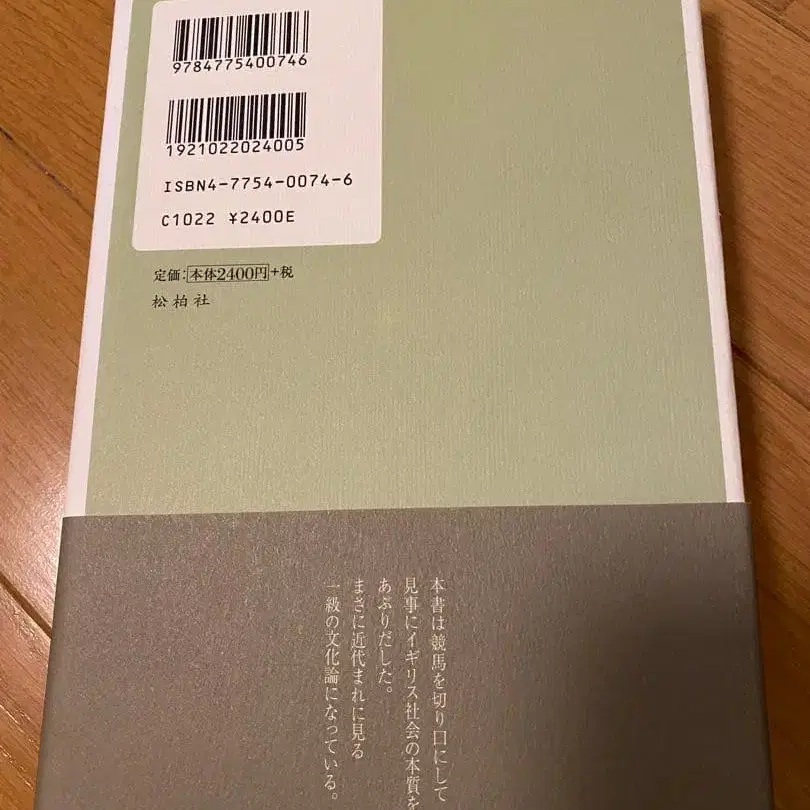 9784775400746
1921022024005
ISBN4-7754-0074-6
C1022 ¥2400E
定価:本体2400円+税
松柏社
本書は競馬を切り口にして
見事にイギリス社会の本質を
あぶりだした。
まさに近代まれに見る
一級の文化論になっている。